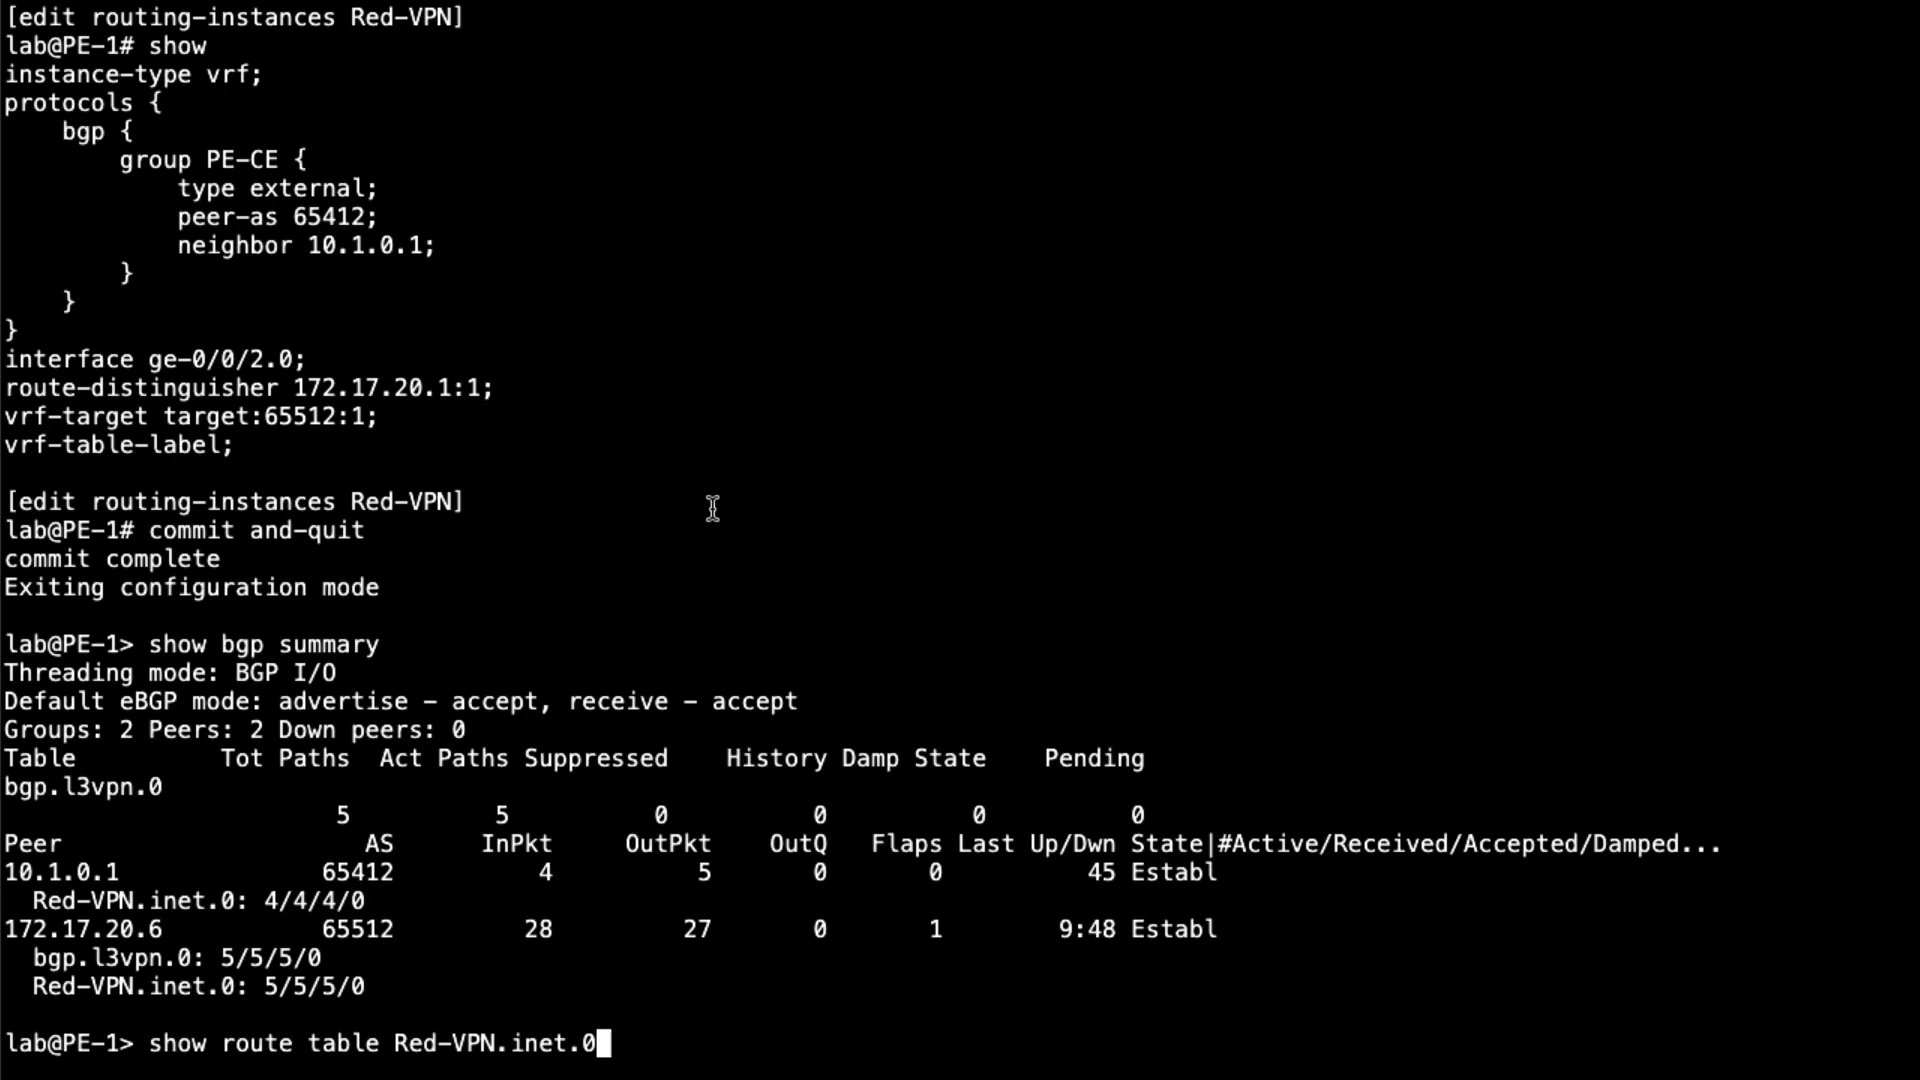 [edit routing-instances Red-VPN]
lab@PE-1# show
instance-type vrf;
protocols {
    bgp {
        group PE-CE {
            type external;
            peer-as 65412;
            neighbor 10.1.0.1;
        }
    }
}
interface ge-0/0/2.0;
route-distinguisher 172.17.20.1:1;
vrf-target target:65512:1;
vrf-table-label;

[edit routing-instances Red-VPN]
lab@PE-1# commit and-quit
commit complete
Exiting configuration mode

lab@PE-1> show bgp summary
Threading mode: BGP I/O
Default eBGP mode: advertise - accept, receive - accept
Groups: 2 Peers: 2 Down peers: 0
Table          Tot Paths  Act Paths Suppressed    History Damp State    Pending
bgp.l3vpn.0
                       5          5          0          0          0          0
Peer                     AS      InPkt     OutPkt    OutQ   Flaps Last Up/Dwn State|#Active/Received/Accepted/Damped...
10.1.0.1              65412          4          5       0       0          45 Establ
  Red-VPN.inet.0: 4/4/4/0
172.17.20.6           65512         28         27       0       1        9:48 Establ
  bgp.l3vpn.0: 5/5/5/0
  Red-VPN.inet.0: 5/5/5/0

lab@PE-1> show route table Red-VPN.inet.0